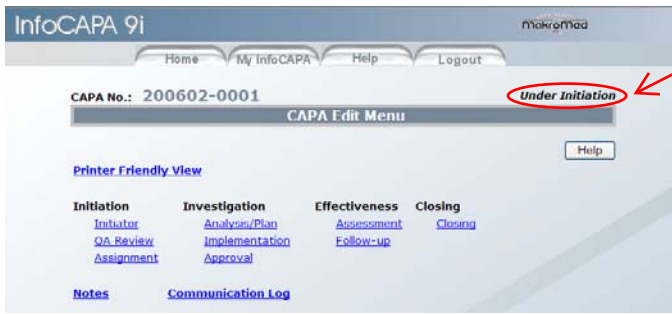 InfoCAPA 9i makromed
Home My InfoCAPA Help Logout
CAPA No.: 200602-0001 Under Initiation
CAPA Edit Menu
Help
Printer Friendly View
Initiation Investigation Effectiveness Closing
Initiator Analysis/Plan Assessment Closing
QA Review Implementation Follow-up
Assignment Approval
Notes Communication Log